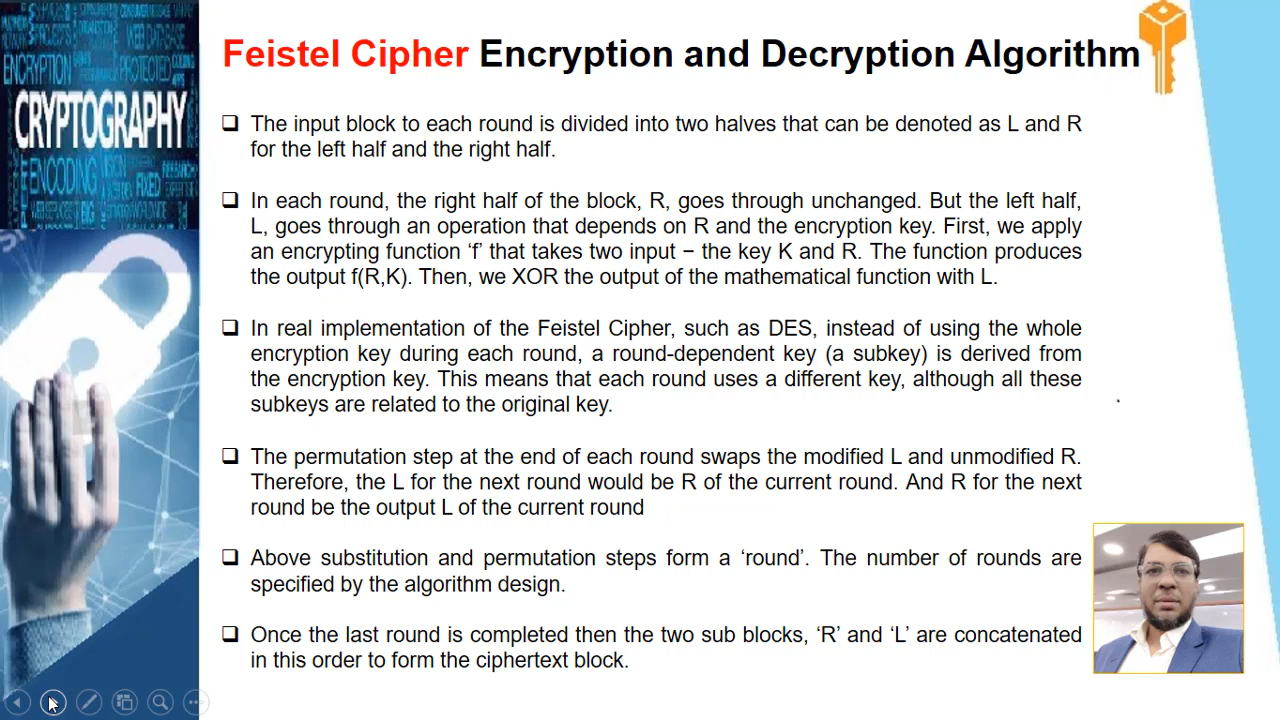 Feistel Cipher Encryption and Decryption Algorithm
The input block to each round is divided into two halves that can be denoted as L and R
for the left half and the right half.
In each round, the right half of the block, R, goes through unchanged. But the left half,
L, goes through an operation that depends on R and the encryption key. First, we apply
an encrypting function ‘f’ that takes two input − the key K and R. The function produces
the output f(R,K). Then, we XOR the output of the mathematical function with L.
In real implementation of the Feistel Cipher, such as DES, instead of using the whole
encryption key during each round, a round-dependent key (a subkey) is derived from
the encryption key. This means that each round uses a different key, although all these
subkeys are related to the original key.
The permutation step at the end of each round swaps the modified L and unmodified R.
Therefore, the L for the next round would be R of the current round. And R for the next
round be the output L of the current round
Above substitution and permutation steps form a ‘round’. The number of rounds are
specified by the algorithm design.
Once the last round is completed then the two sub blocks, ‘R’ and ‘L’ are concatenated
in this order to form the ciphertext block.
WEB DATABASE
ENCRYPTION
PROTECTED
CRYPTOGRAPHY
ENCODING
FIXED